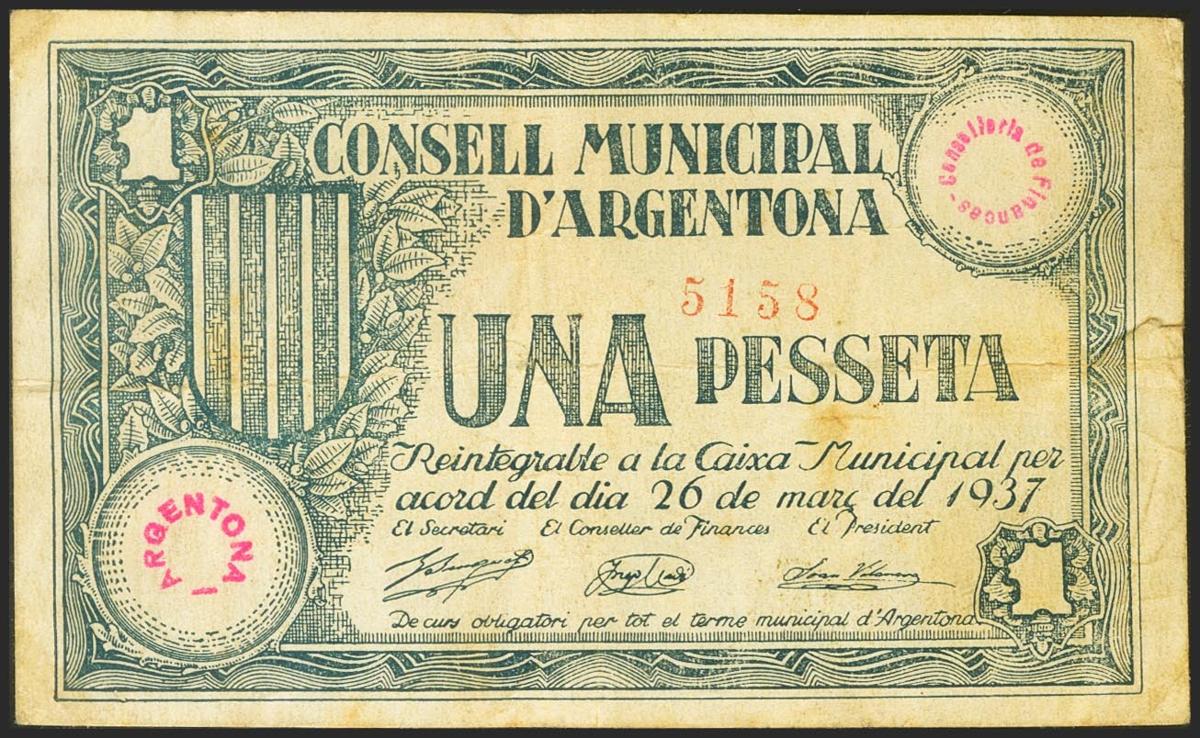 CONSELL MUNICIPAL
D'ARGENTONA
Conselleria de Finances -
5158
UNA PESSETA
Reintegrable a la Caixa Municipal per
acord del dia 26 de març del 1937
El Secretari El Conseller de Finances El President
ARGENTONA
De curs obligatori per tot el terme municipal d'Argentona
1
1